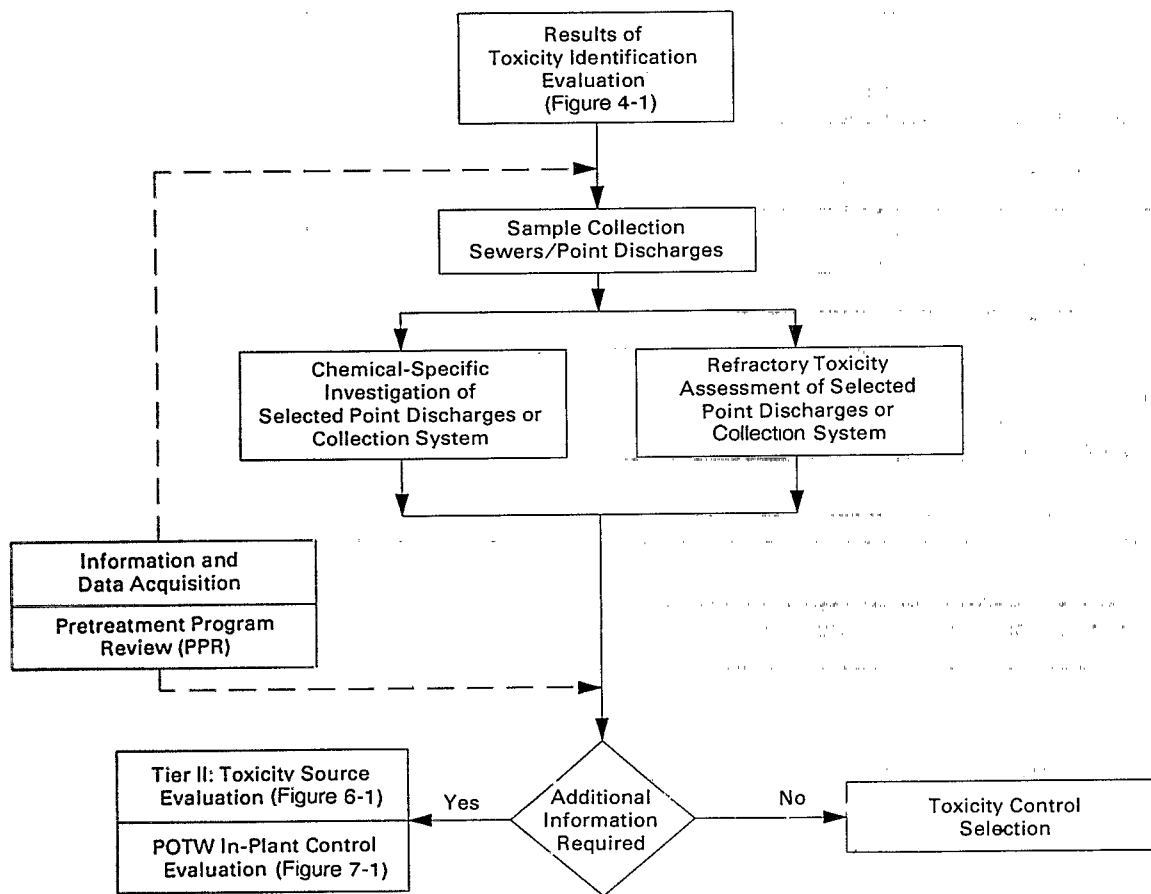 Results of
Toxicity Identification
Evaluation
(Figure 4-1)
Sample Collection
Sewers/Point Discharges
Chemical-Specific
Investigation of
Selected Point Discharges or
Collection System
Refractory Toxicity
Assessment of Selected
Point Discharges or
Collection System
Information and
Data Acquisition
Pretreatment Program
Review (PPR)
Tier II: Toxicity Source
Evaluation (Figure 6-1)
POTW In-Plant Control
Evaluation (Figure 7-1)
Yes
Additional
Information
Required
No
Toxicity Control
Selection